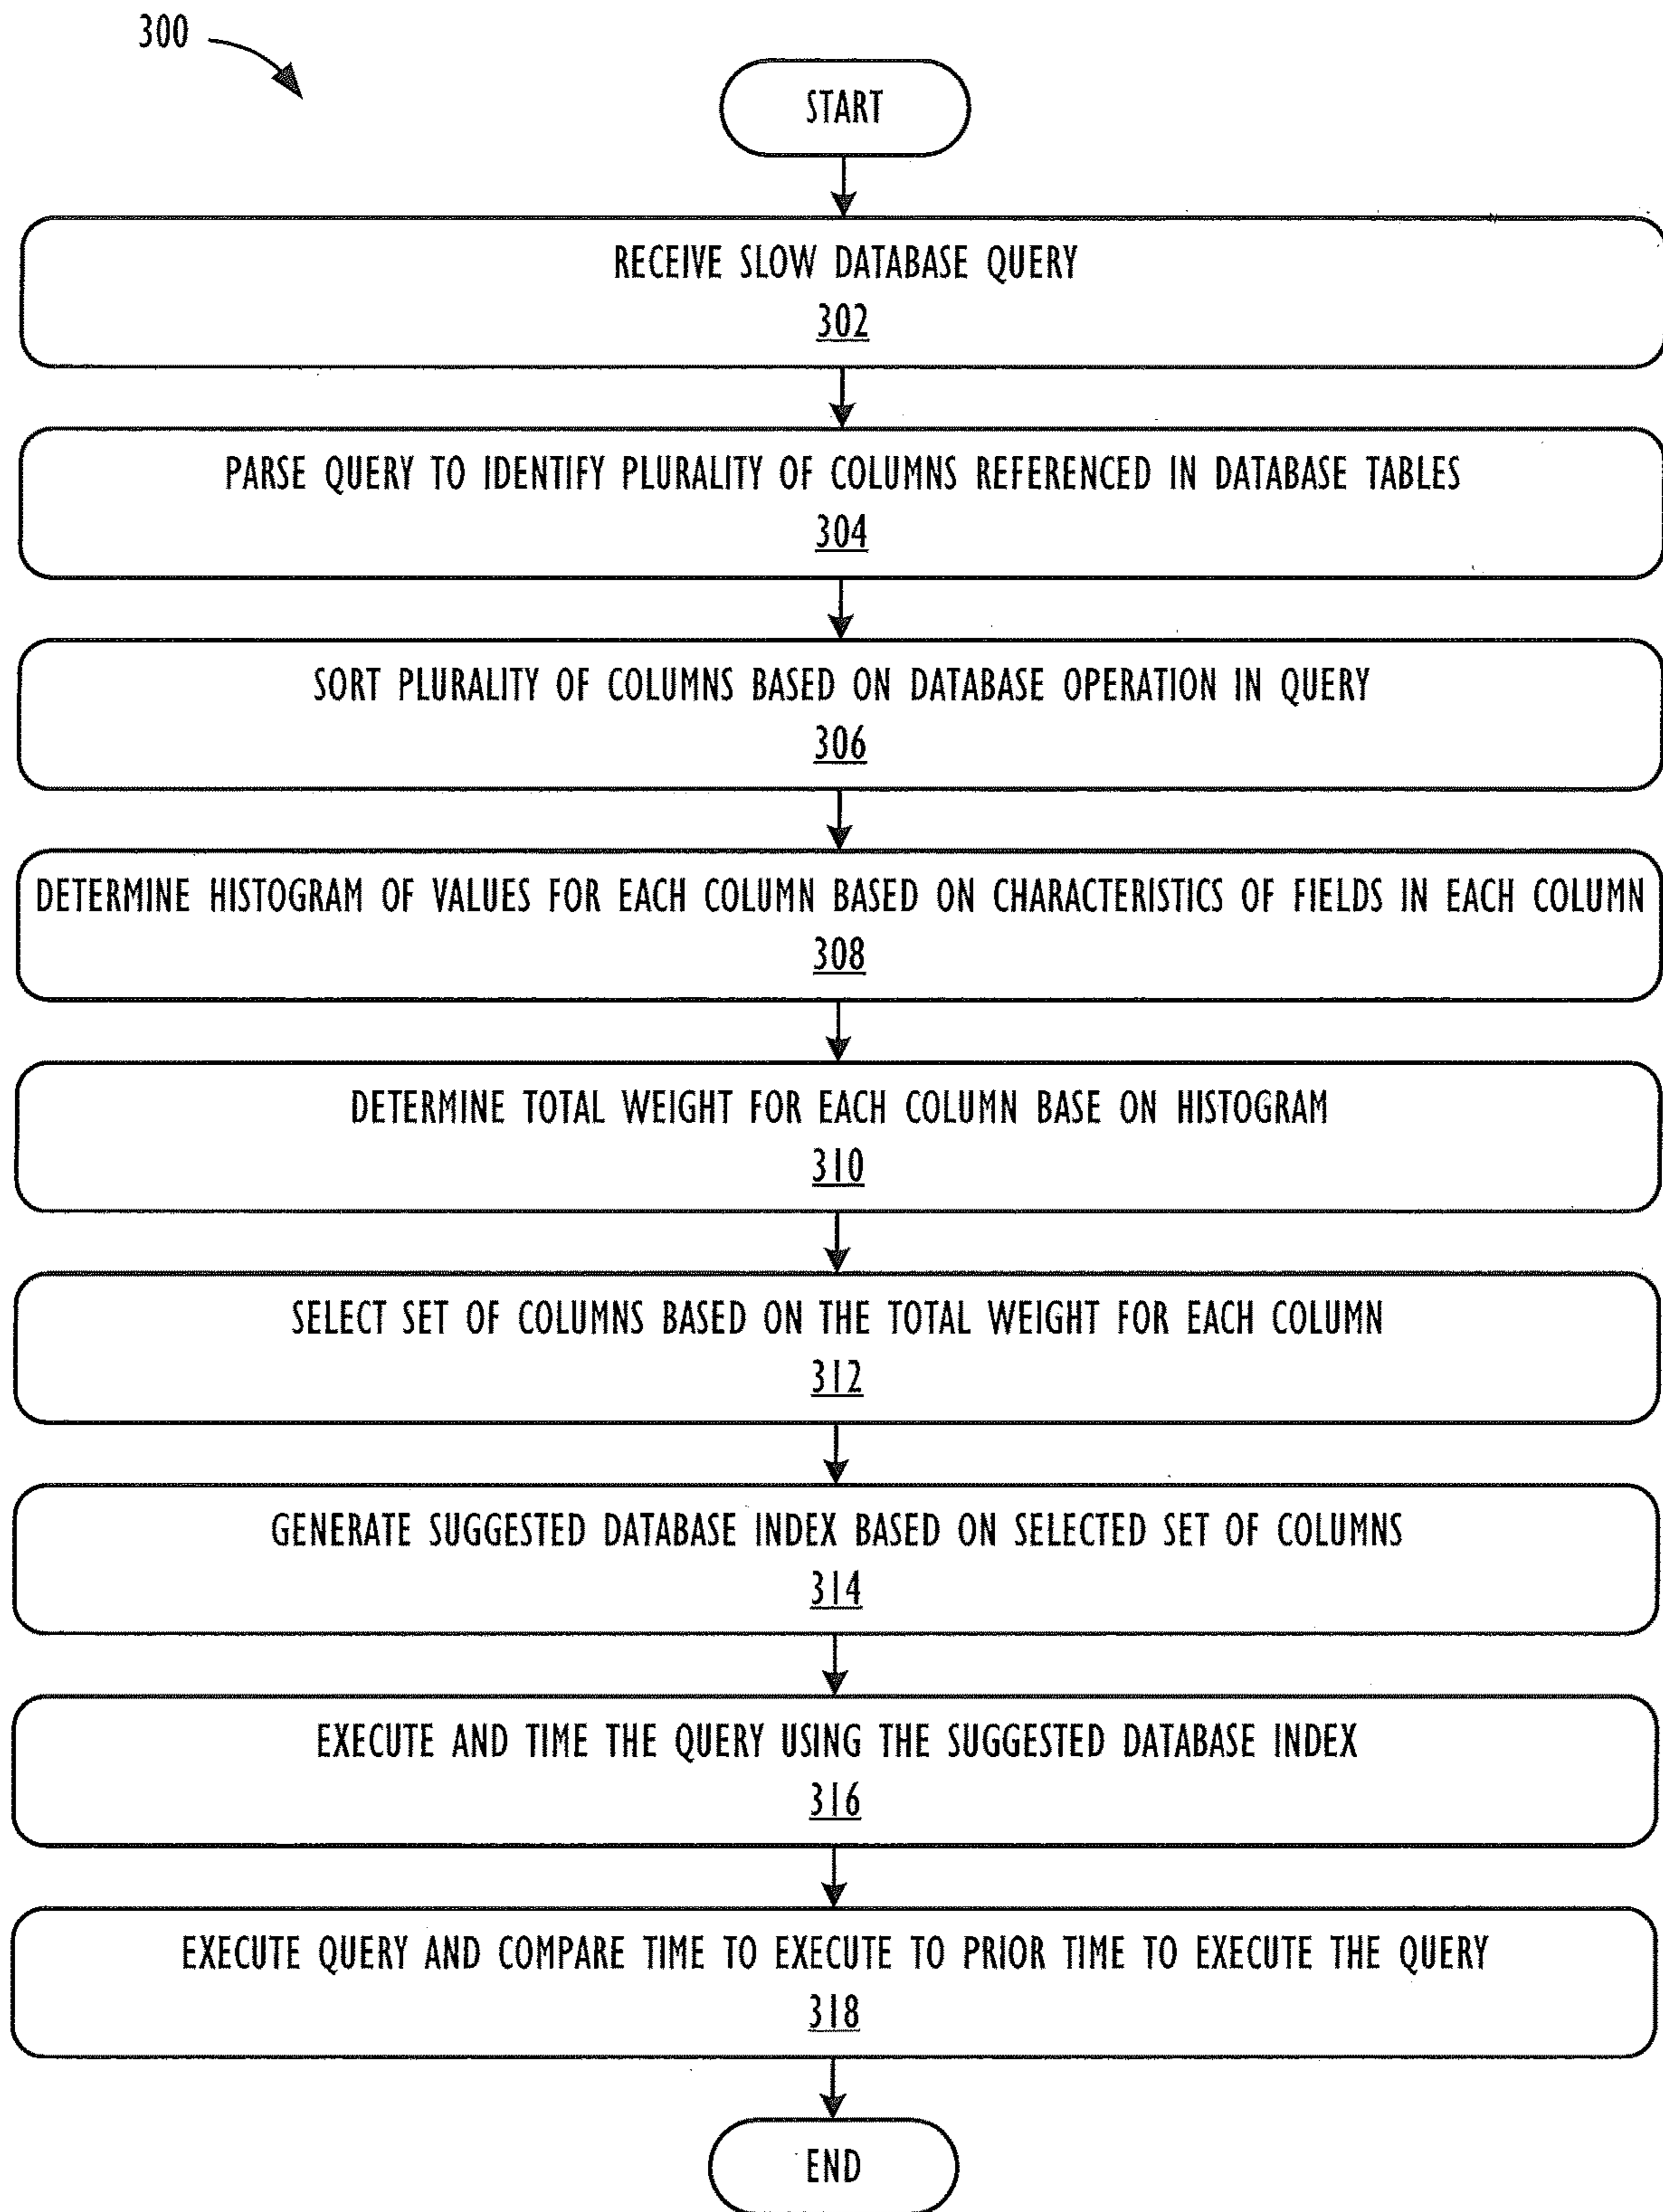 300
START
RECEIVE SLOW DATABASE QUERY
302
PARSE QUERY TO IDENTIFY PLURALITY OF COLUMNS REFERENCED IN DATABASE TABLES
304
SORT PLURALITY OF COLUMNS BASED ON DATABASE OPERATION IN QUERY
306
DETERMINE HISTOGRAM OF VALUES FOR EACH COLUMN BASED ON CHARACTERISTICS OF FIELDS IN EACH COLUMN
308
DETERMINE TOTAL WEIGHT FOR EACH COLUMN BASE ON HISTOGRAM
310
SELECT SET OF COLUMNS BASED ON THE TOTAL WEIGHT FOR EACH COLUMN
312
GENERATE SUGGESTED DATABASE INDEX BASED ON SELECTED SET OF COLUMNS
314
EXECUTE AND TIME THE QUERY USING THE SUGGESTED DATABASE INDEX
316
EXECUTE QUERY AND COMPARE TIME TO EXECUTE TO PRIOR TIME TO EXECUTE THE QUERY
318
END